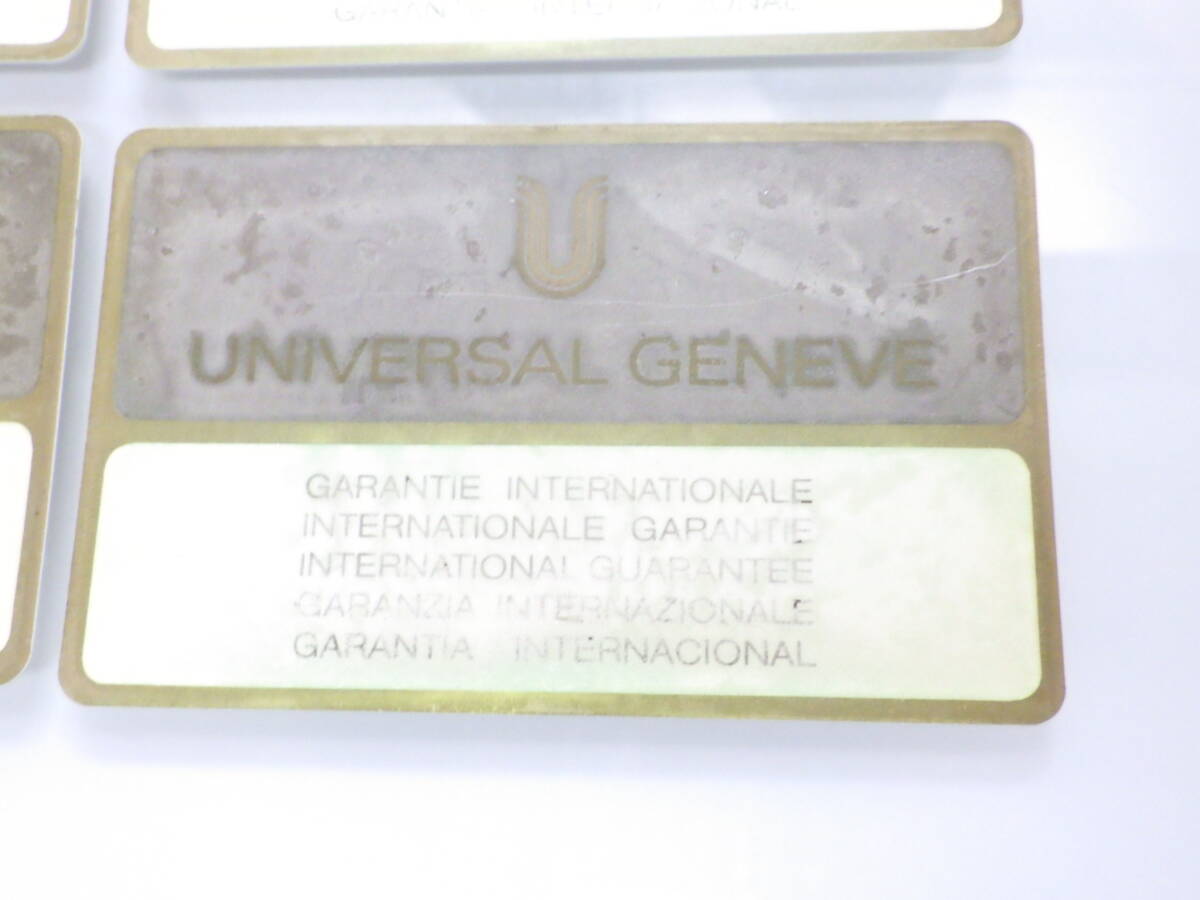 UNIVERSAL GENEVE
GARANTIE INTERNATIONALE
INTERNATIONALE GARANTIE
INTERNATIONAL GUARANTEE
GARANZIA INTERNAZIONALE
GARANTIA INTERNACIONAL